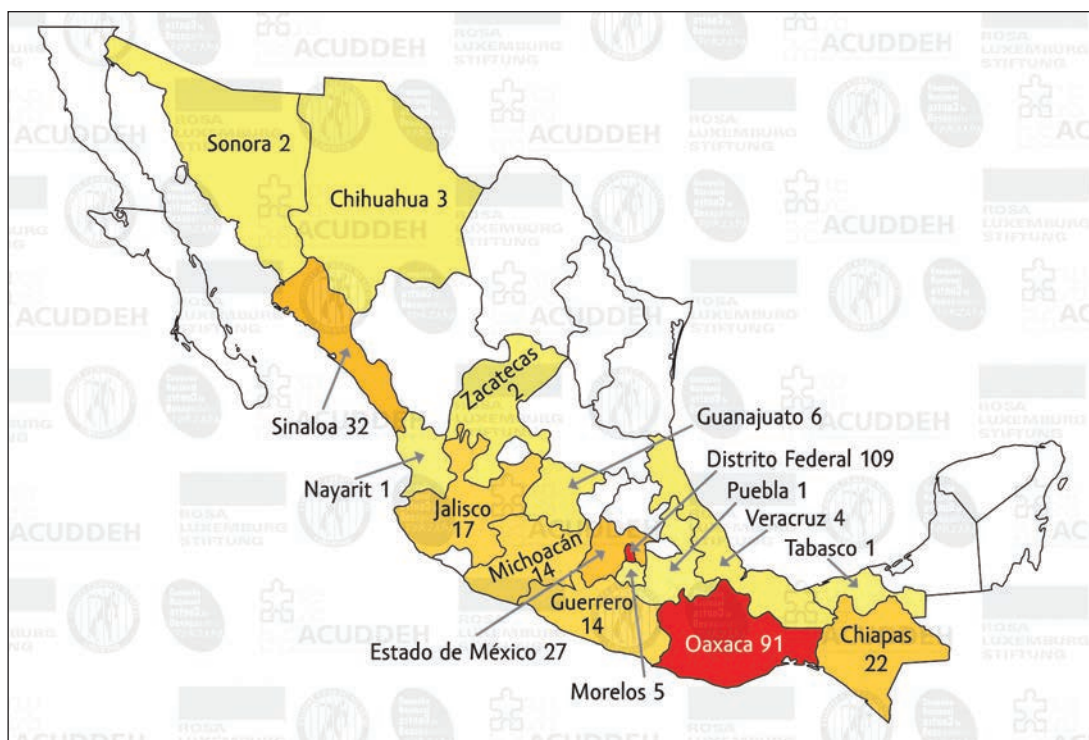 Sonora 2
Chihuahua 3
Zacatecas
2
Guanajuato 6
Sinaloa 32
Distrito Federal 109
Nayarit 1
Puebla 1
Jalisco
17
Veracruz 4
Tabasco 1
Michoacán
14
Guerrero
14
Chiapas
22
Oaxaca 91
Estado de México 27
Morelos 5
ACUDDEH
ROSA
LUXEMBURG
STIFTUNG